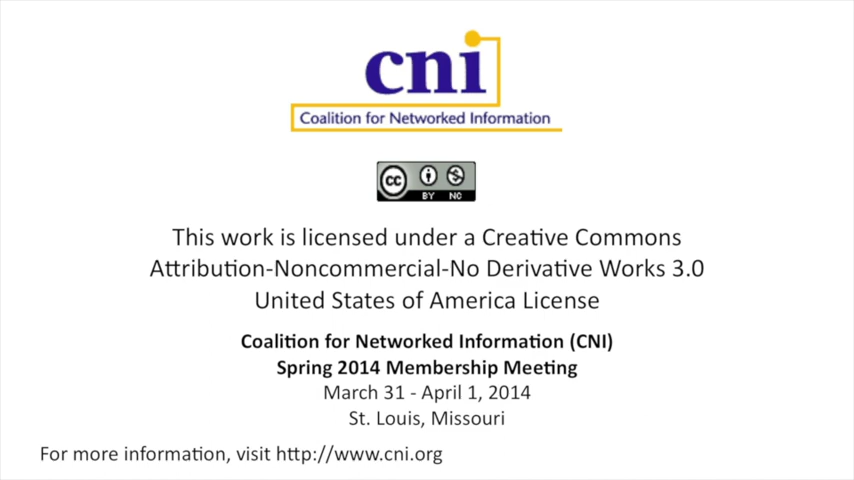 cni
Coalition for Networked Information
cc
BY NC
This work is licensed under a Creative Commons
Attribution-Noncommercial-No Derivative Works 3.0
United States of America License
Coalition for Networked Information (CNI)
Spring 2014 Membership Meeting
March 31 - April 1, 2014
St. Louis, Missouri
For more information, visit http://www.cni.org